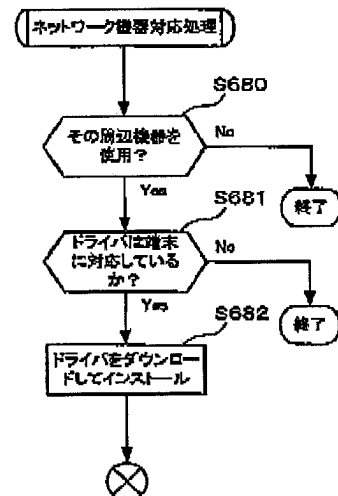 ネットワーク機器対応処理
S680
その周辺機器を
使用？
No
Yes
終了
S681
ドライバは端末
に対応している
か？
No
Yes
終了
S682
ドライバをダウンロー
ドしてインストール